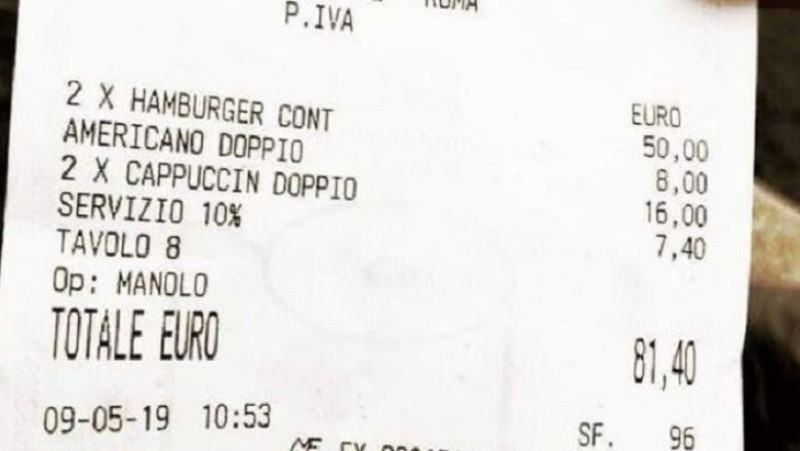 ROMA
P.IVA
EURO
2 X HAMBURGER CONT 50,00
AMERICANO DOPPIO 8,00
2 X CAPPUCCIN DOPPIO 16,00
SERVIZIO 10% 7,40
TAVOLO 8
Op: MANOLO
TOTALE EURO 81,40
09-05-19 10:53
SF. 96